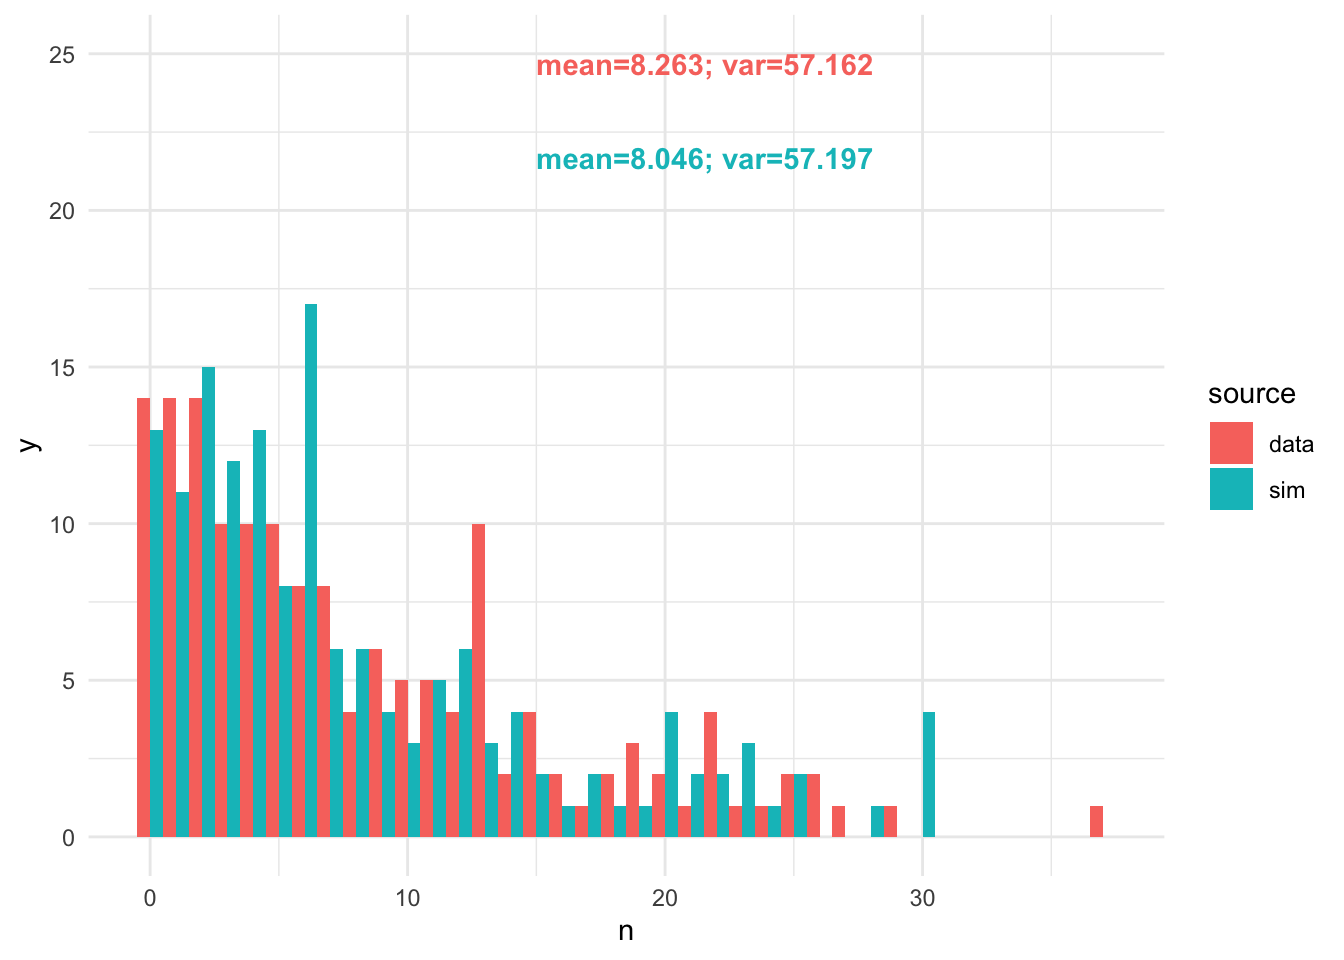 mean=8.263; var=57.162
mean=8.046; var=57.197
25
20
15
10
5
0
y
0 10 20 30
n
source
data
sim